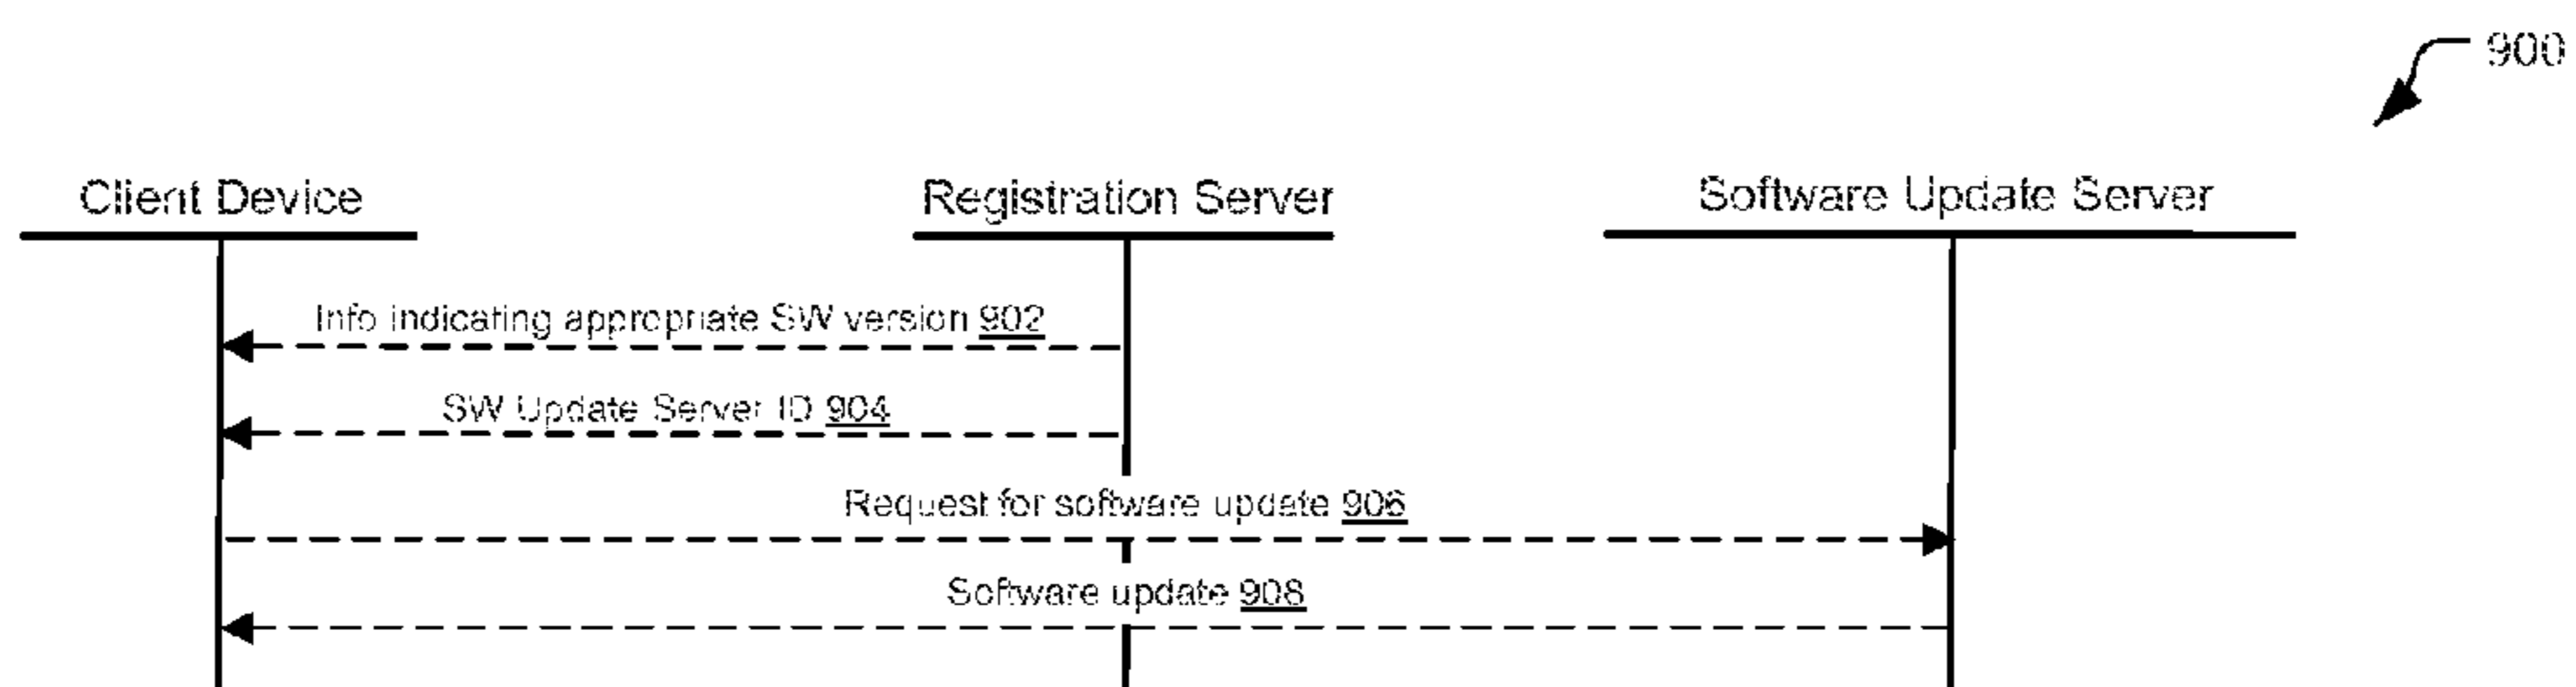 900
Client Device
Registration Server
Software Update Server
Info indicating appropriate SW version 902
SW Update Server ID 904
Request for software update 906
Software update 908